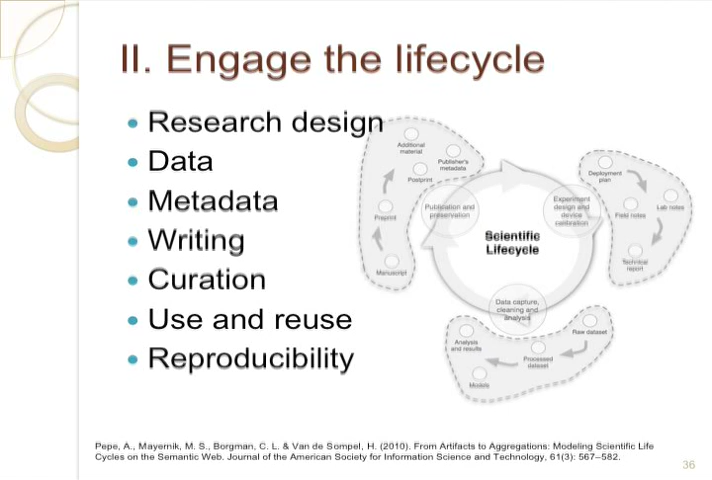 II. Engage the lifecycle
Research design
Data
Metadata
Writing
Curation
Use and reuse
Reproducibility
Additional
material
Publisher's
metadata
Postprint
Preprint
Manuscript
Publication and
preservation
Scientific
Lifecycle
Experiment
design and
device
calibration
Deployment
plan
Lab notes
Field notes
Technical
report
Data capture,
cleaning and
analysis
Raw dataset
Processed
dataset
Analysis
and results
Models
Pepe, A., Mayernik, M. S., Borgman, C. L. & Van de Sompel, H. (2010). From Artifacts to Aggregations: Modeling Scientific Life
Cycles on the Semantic Web. Journal of the American Society for Information Science and Technology, 61(3): 567–582.
36